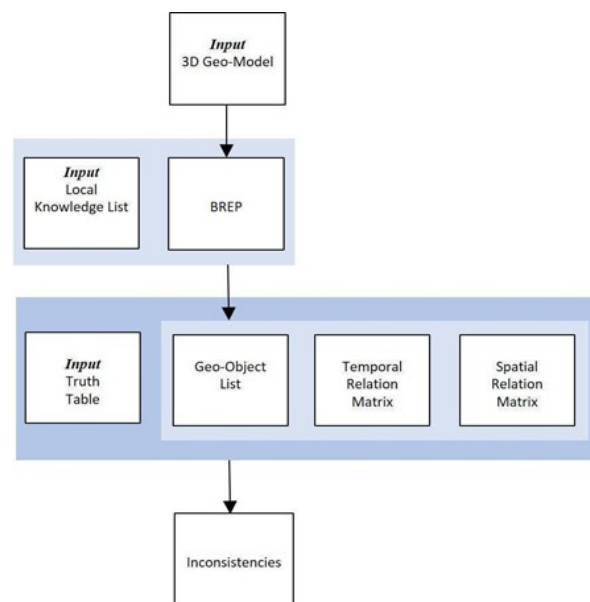 Input
3D Geo-Model
Input
Local
Knowledge List
BREP
Input
Truth
Table
Geo-Object
List
Temporal
Relation
Matrix
Spatial
Relation
Matrix
Inconsistencies